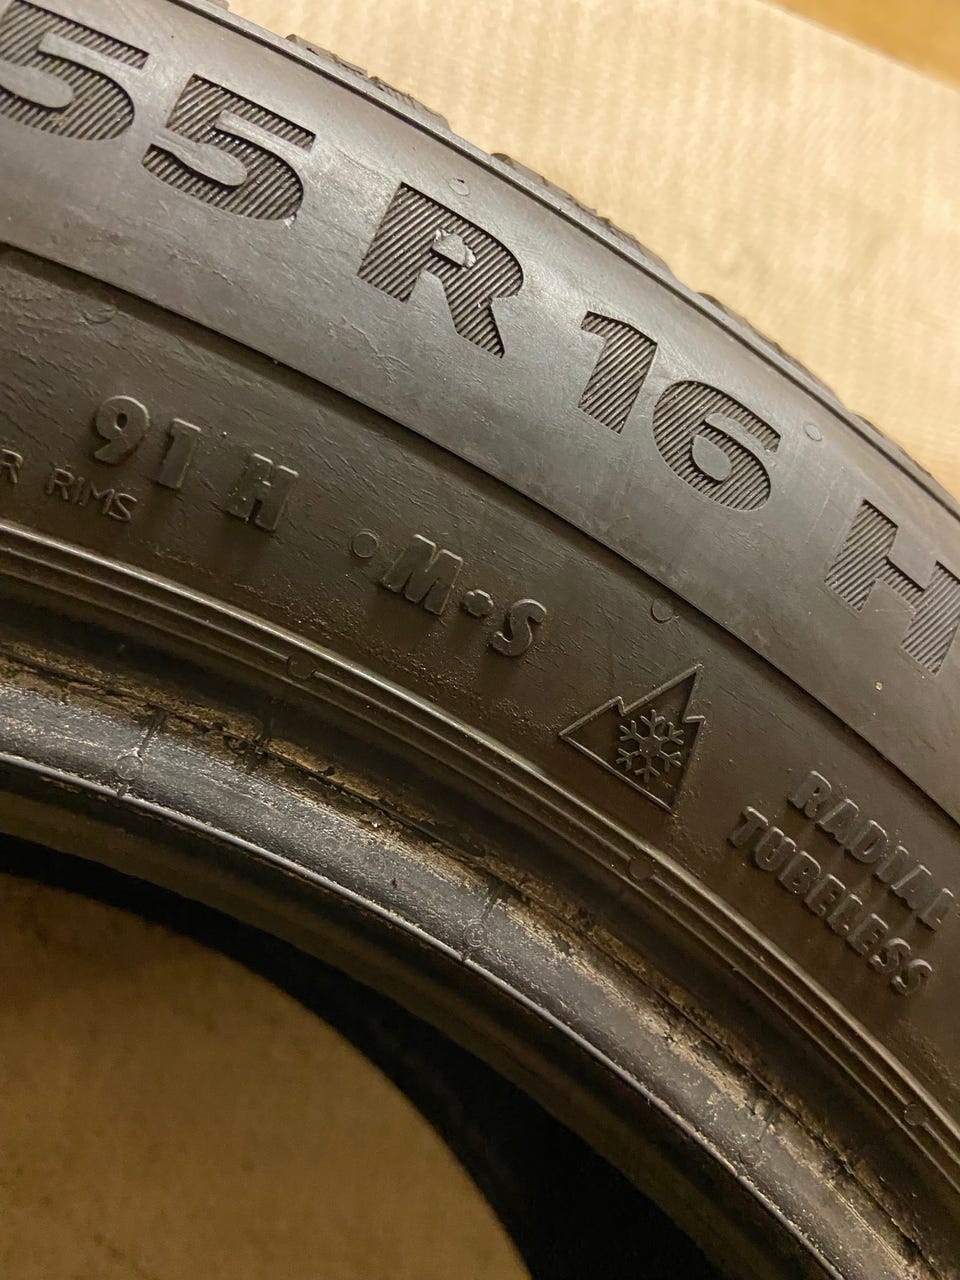 55 R 16 H
91 H M+S
R RIMS
RADIAL
TUBELESS